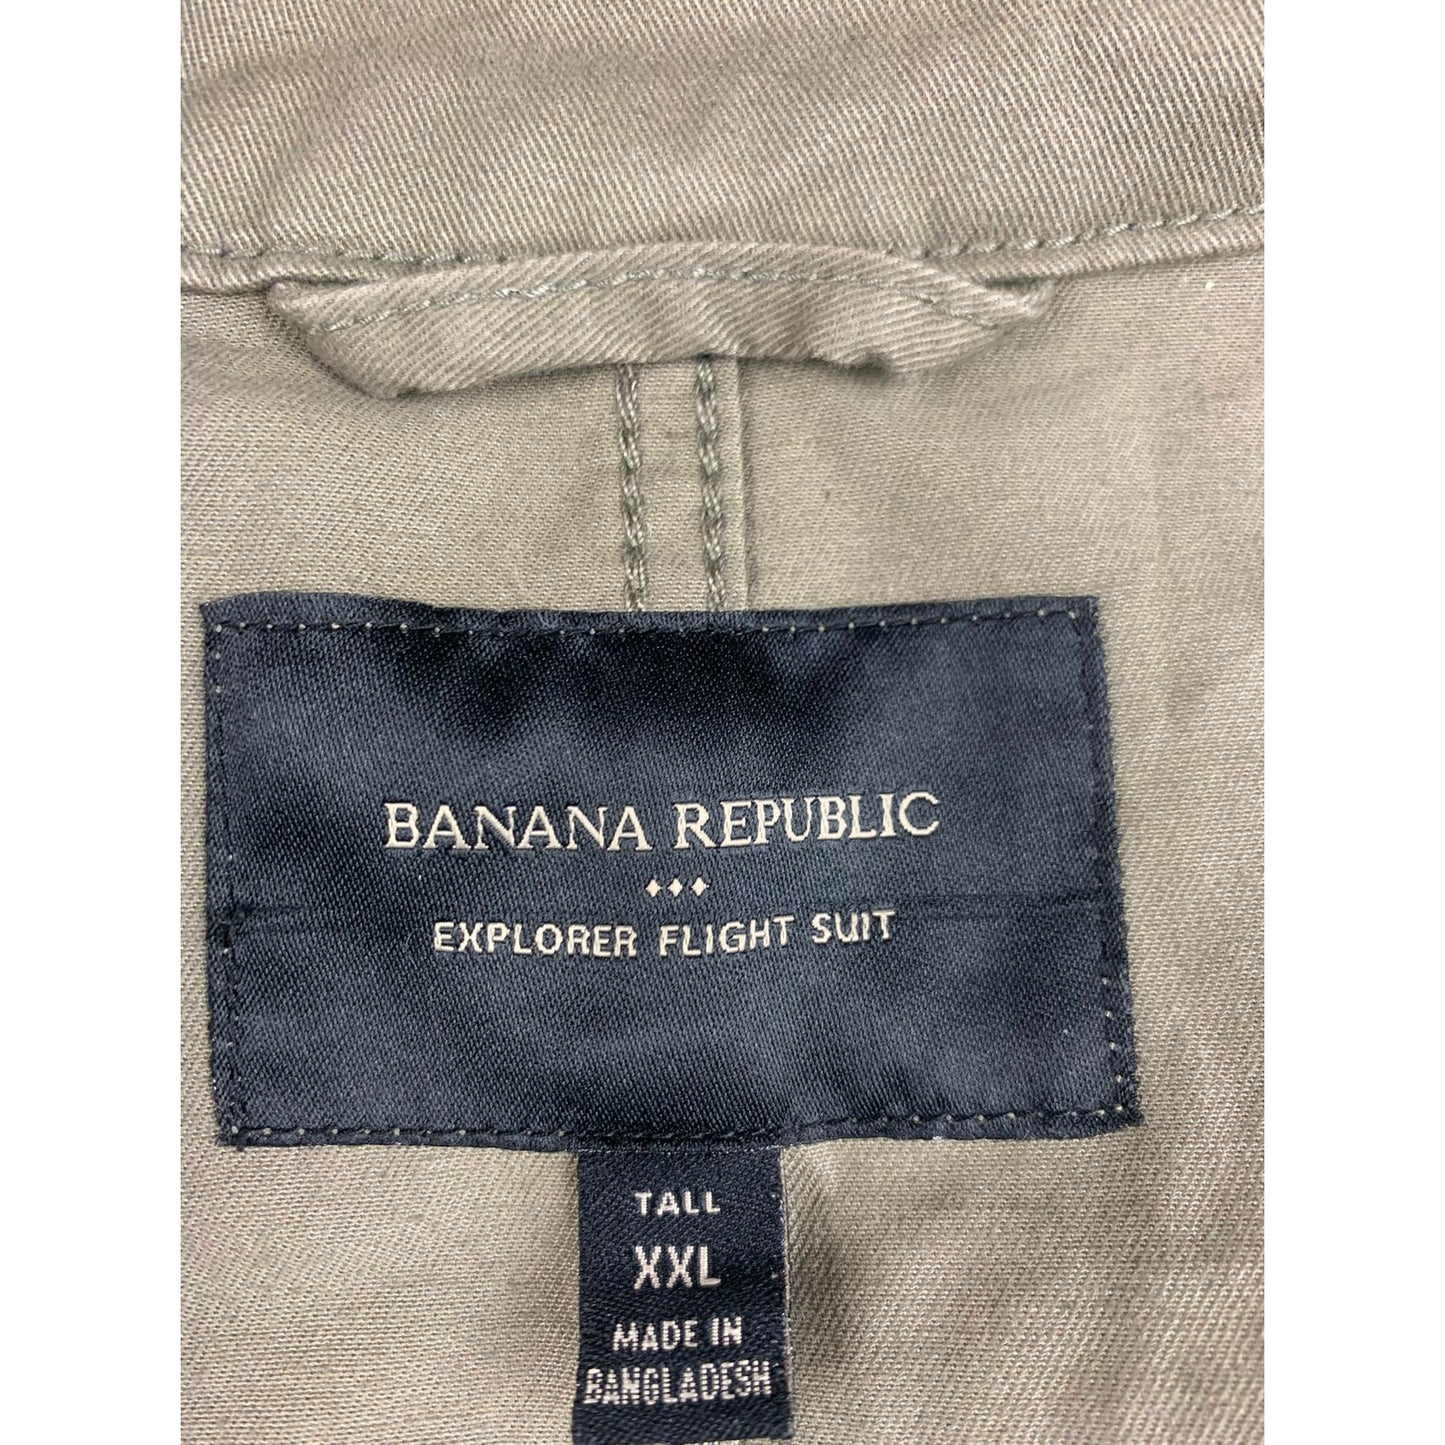 BANANA REPUBLIC
EXPLORER FLIGHT SUIT
TALL
XXL
MADE IN
BANGLADESH